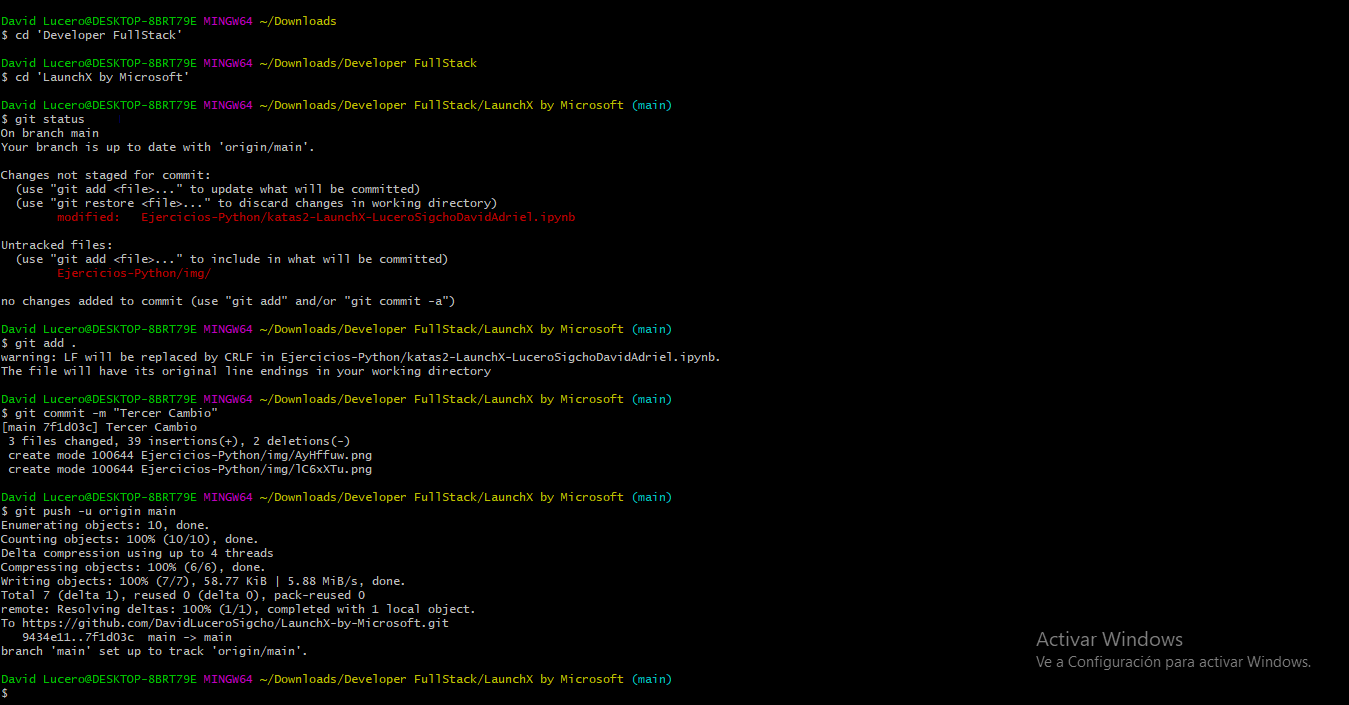 David Lucero@DESKTOP-8BRT79E MINGW64 ~/Downloads
$ cd 'Developer FullStack'
David Lucero@DESKTOP-8BRT79E MINGW64 ~/Downloads/Developer FullStack
$ cd 'LaunchX by Microsoft'
David Lucero@DESKTOP-8BRT79E MINGW64 ~/Downloads/Developer FullStack/LaunchX by Microsoft (main)
$ git status
On branch main
Your branch is up to date with 'origin/main'.
Changes not staged for commit:
  (use "git add <file>..." to update what will be committed)
  (use "git restore <file>..." to discard changes in working directory)
        modified:   Ejercicios-Python/katas2-LaunchX-LuceroSigchoDavidAdriel.ipynb
Untracked files:
  (use "git add <file>..." to include in what will be committed)
        Ejercicios-Python/img/
no changes added to commit (use "git add" and/or "git commit -a")
David Lucero@DESKTOP-8BRT79E MINGW64 ~/Downloads/Developer FullStack/LaunchX by Microsoft (main)
$ git add .
warning: LF will be replaced by CRLF in Ejercicios-Python/katas2-LaunchX-LuceroSigchoDavidAdriel.ipynb.
The file will have its original line endings in your working directory
David Lucero@DESKTOP-8BRT79E MINGW64 ~/Downloads/Developer FullStack/LaunchX by Microsoft (main)
$ git commit -m "Tercer Cambio"
[main 7f1d03c] Tercer Cambio
 3 files changed, 39 insertions(+), 2 deletions(-)
 create mode 100644 Ejercicios-Python/img/AyHffuw.png
 create mode 100644 Ejercicios-Python/img/lC6xXTu.png
David Lucero@DESKTOP-8BRT79E MINGW64 ~/Downloads/Developer FullStack/LaunchX by Microsoft (main)
$ git push -u origin main
Enumerating objects: 10, done.
Counting objects: 100% (10/10), done.
Delta compression using up to 4 threads
Compressing objects: 100% (6/6), done.
Writing objects: 100% (7/7), 58.77 KiB | 5.88 MiB/s, done.
Total 7 (delta 1), reused 0 (delta 0), pack-reused 0
remote: Resolving deltas: 100% (1/1), completed with 1 local object.
To https://github.com/DavidLuceroSigcho/LaunchX-by-Microsoft.git
   9434e11..7f1d03c  main -> main
branch 'main' set up to track 'origin/main'.
David Lucero@DESKTOP-8BRT79E MINGW64 ~/Downloads/Developer FullStack/LaunchX by Microsoft (main)
$
Activar Windows
Ve a Configuración para activar Windows.